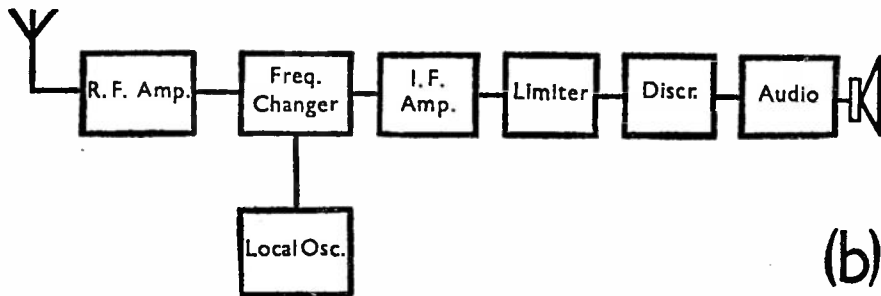 R. F. Amp.
Freq.
Changer
I. F.
Amp.
Limiter
Discr.
Audio
Local Osc.
(b)